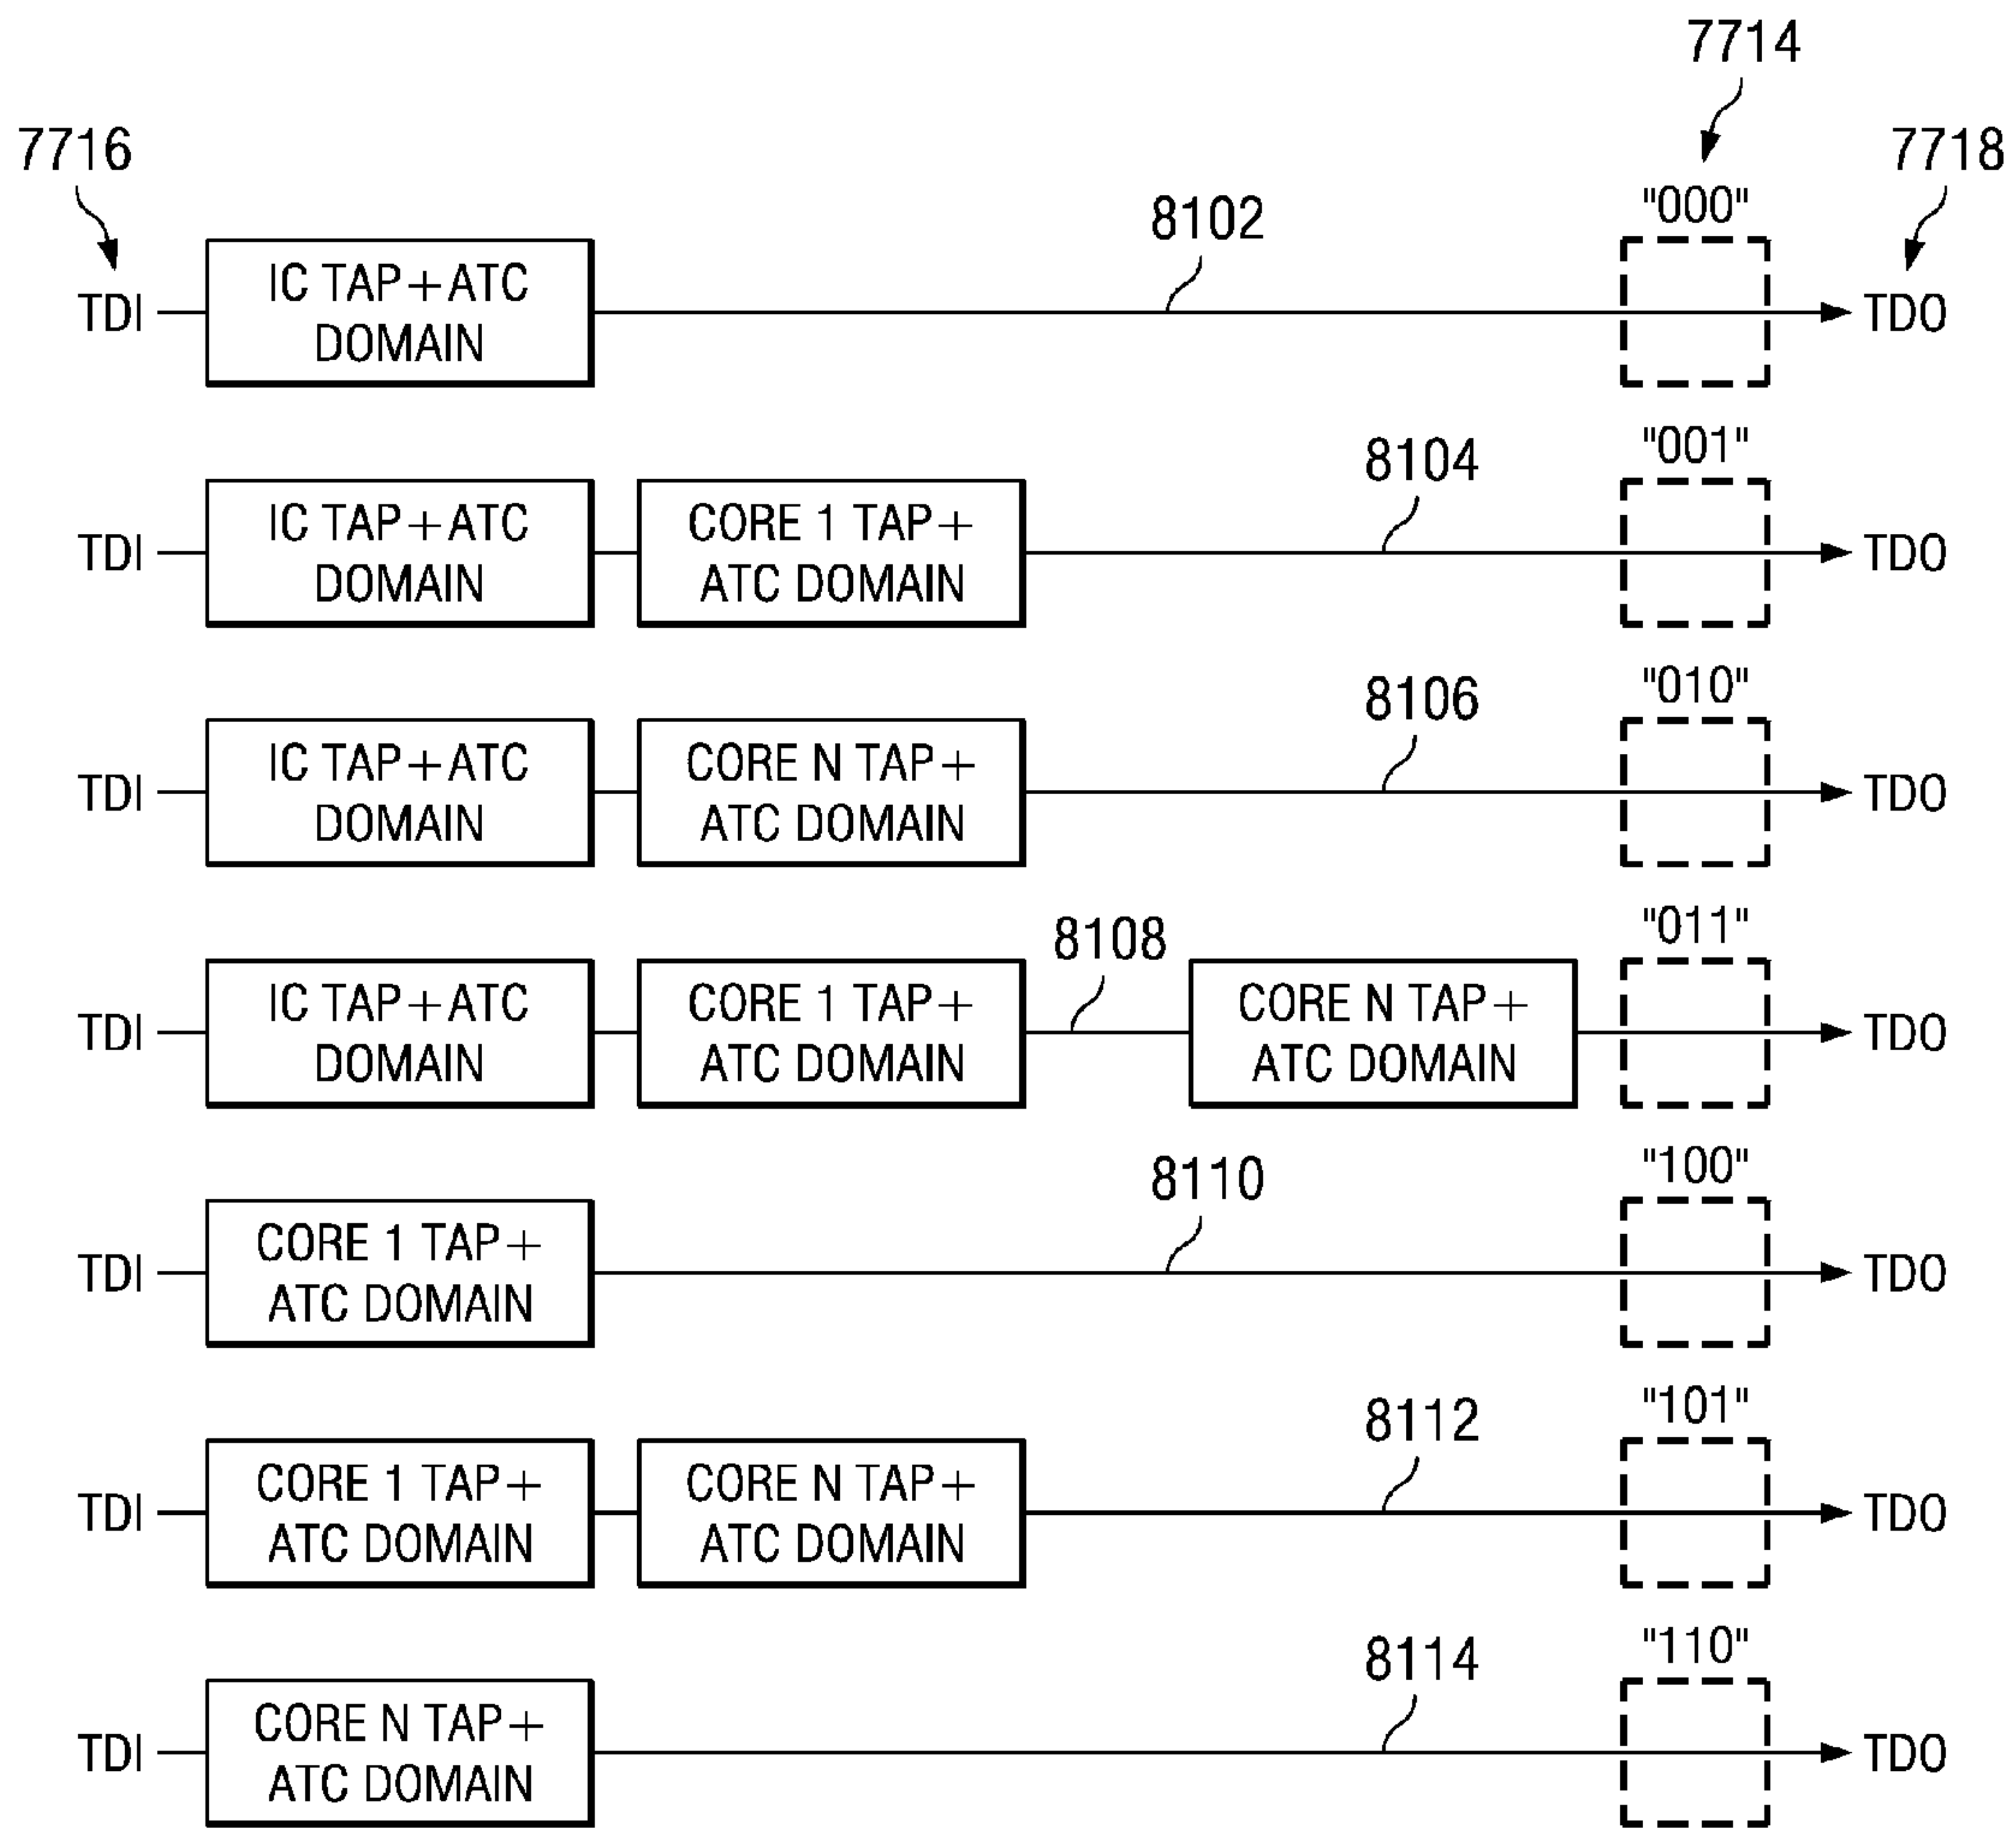 7714
7716
7718
8102
"000"
TDI
IC TAP+ATC
DOMAIN
TDO
8104
"001"
TDI
IC TAP+ATC
DOMAIN
CORE 1 TAP+
ATC DOMAIN
TDO
8106
"010"
TDI
IC TAP+ATC
DOMAIN
CORE N TAP+
ATC DOMAIN
TDO
8108
"011"
TDI
IC TAP+ATC
DOMAIN
CORE 1 TAP+
ATC DOMAIN
CORE N TAP+
ATC DOMAIN
TDO
8110
"100"
TDI
CORE 1 TAP+
ATC DOMAIN
TDO
8112
"101"
TDI
CORE 1 TAP+
ATC DOMAIN
CORE N TAP+
ATC DOMAIN
TDO
8114
"110"
TDI
CORE N TAP+
ATC DOMAIN
TDO